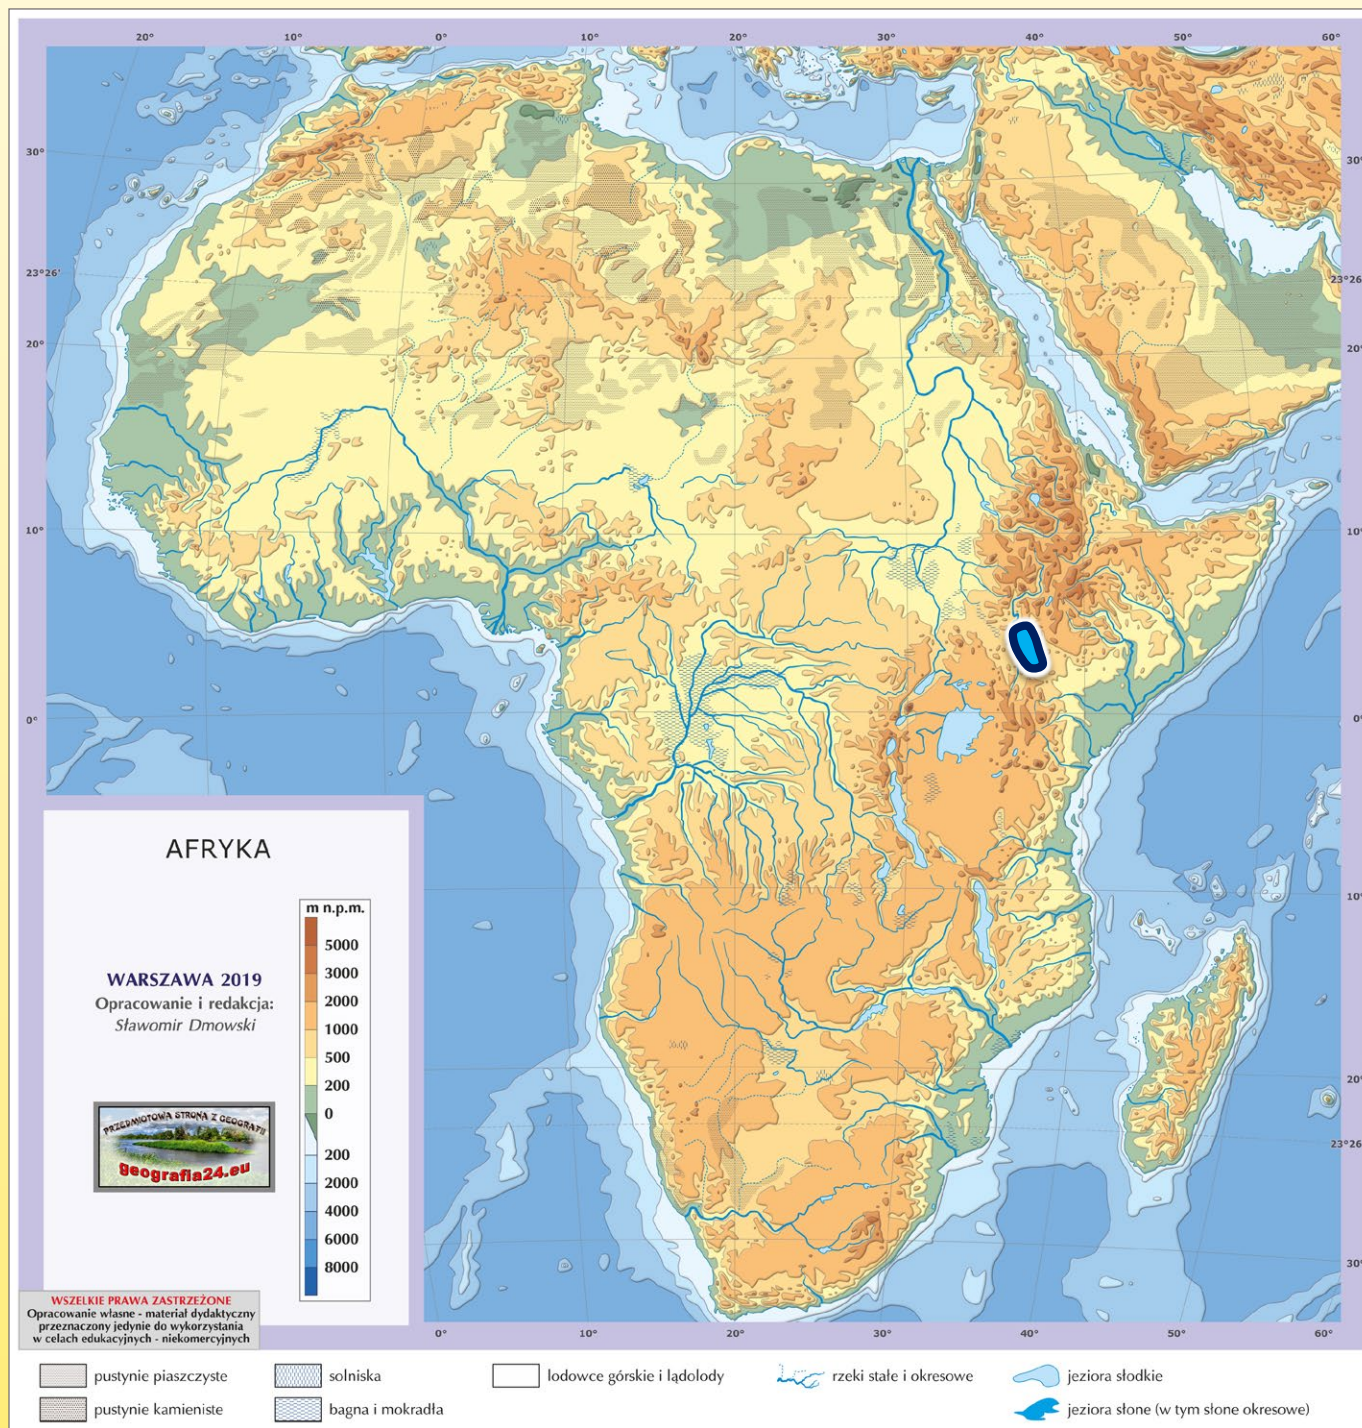 20° 10° 0° 10° 20° 30° 40° 50° 60°
30° 30°
23°26' 23°26
20° 20°
10° 10°
0° 0°
10°
20°
23°26
30°
AFRYKA
WARSZAWA 2019
Opracowanie i redakcja:
Sławomir Dmowski
PRZEDMIOTOWA STRONA Z GEOGRAFII
geografia24.eu
m n.p.m.
5000
3000
2000
1000
500
200
0
200
2000
4000
6000
8000
WSZELKIE PRAWA ZASTRZEŻONE
Opracowanie własne - materiał dydaktyczny
przeznaczony jedynie do wykorzystania
w celach edukacyjnych - niekomercyjnych
0° 10° 20° 30° 40° 50° 60°
pustynie piaszczyste
pustynie kamieniste
solniska
bagna i mokradła
lodowce górskie i lądolody
rzeki stałe i okresowe
jeziora słodkie
jeziora słone (w tym słone okresowe)